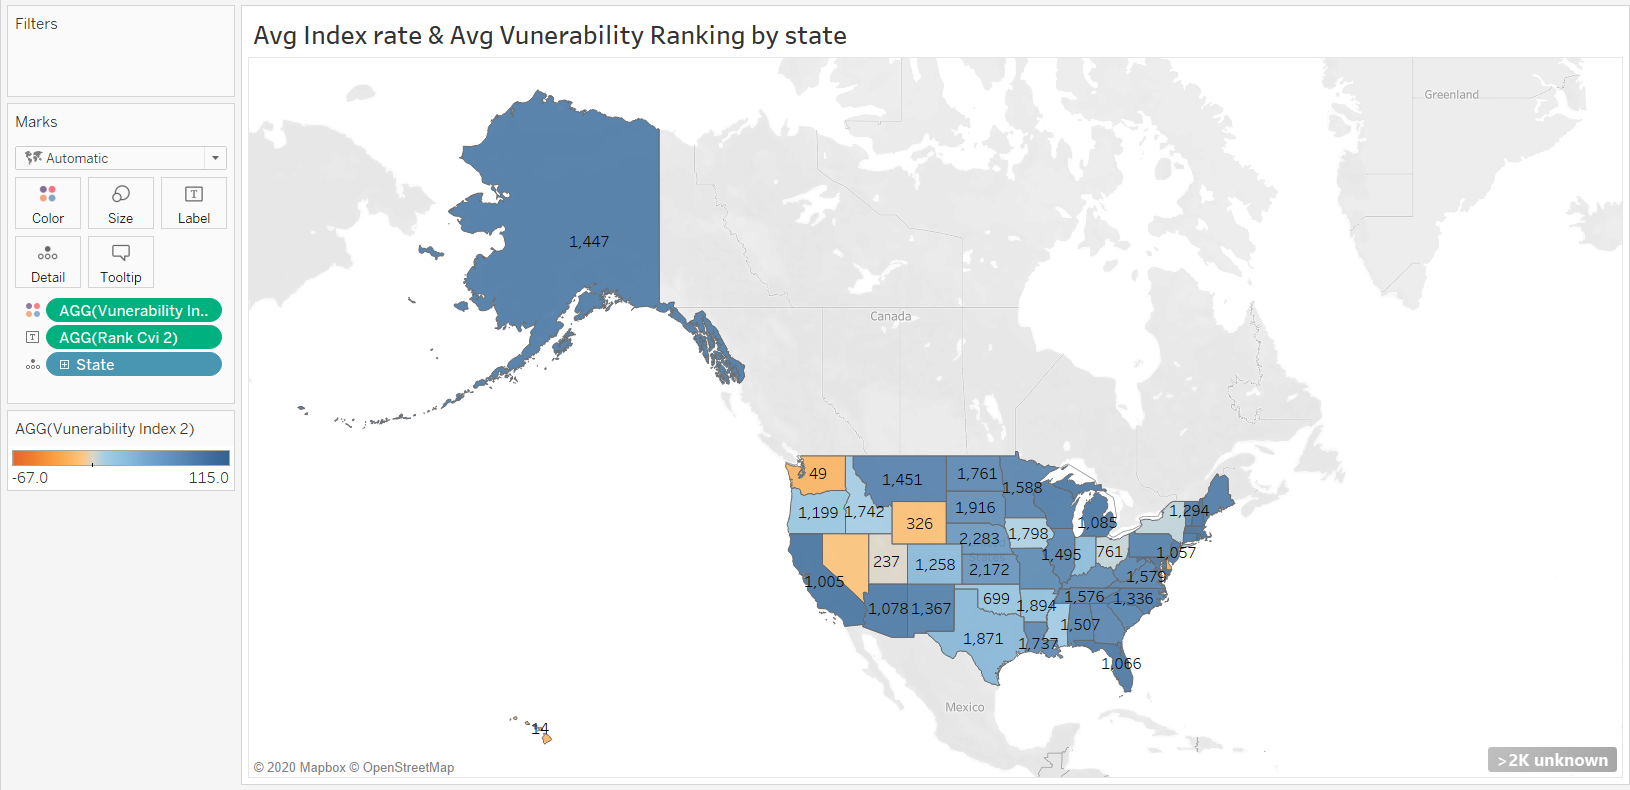 Filters
Marks
Automatic
Color
Size
Label
Detail
Tooltip
AGG(Vunerability In..
AGG(Rank Cvi 2)
State
AGG(Vunerability Index 2)
-67.0
115.0
Avg Index rate & Avg Vunerability Ranking by state
Greenland
1,447
Canada
49
1,451
1,761
1,588
1,199
1,742
326
1,916
1,085
1,294
2,283
1,798
237
1,258
2,172
1,495
761
1,057
1,005
1,579
1,078
1,367
699
1,894
1,576
1,336
1,871
1,737
1,507
1,066
Mexico
14
>2K unknown
© 2020 Mapbox © OpenStreetMap